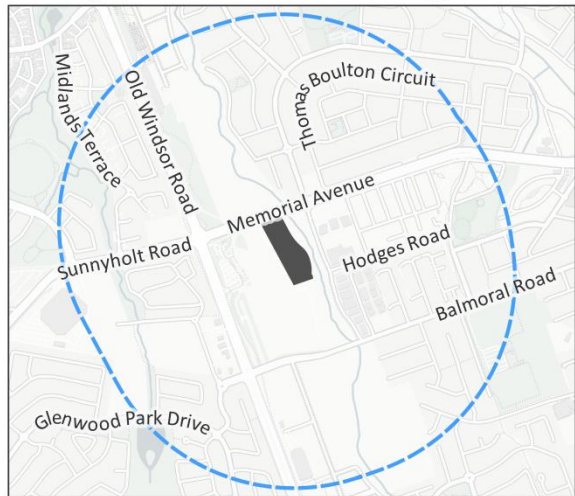 Thomas Boulton Circuit
Midlands Terrace
Old Windsor Road
Memorial Avenue
Sunnyholt Road
Hodges Road
Balmoral Road
Glenwood Park Drive